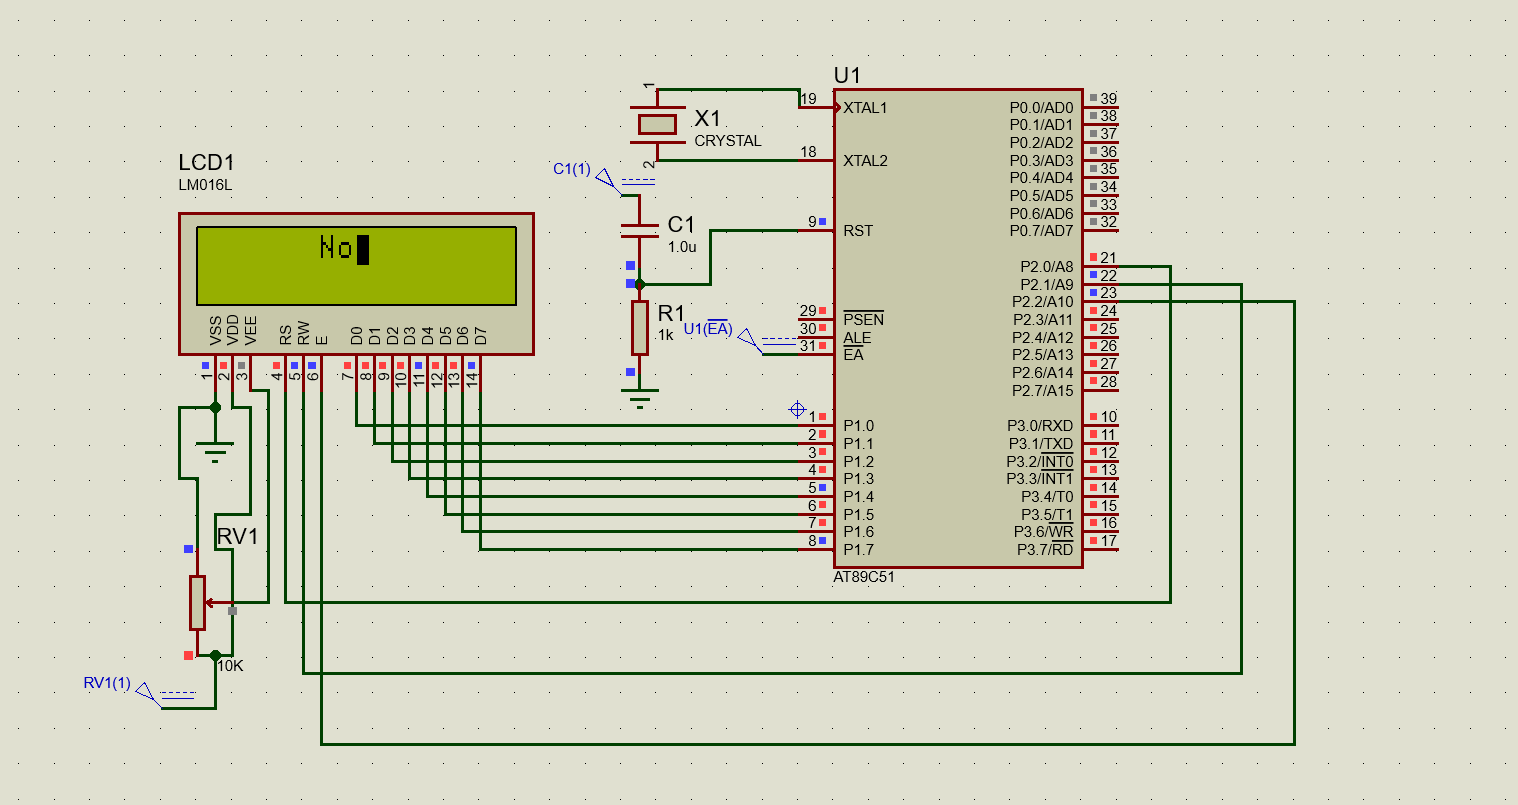 U1
1
19
XTAL1
P0.0/AD0
39
P0.1/AD1
38
P0.2/AD2
37
P0.3/AD3
36
P0.4/AD4
35
P0.5/AD5
34
P0.6/AD6
33
P0.7/AD7
32
X1
CRYSTAL
2
18
XTAL2
C1(1)
LCD1
LM016L
C1
1.0u
9
RST
No
P2.0/A8
21
P2.1/A9
22
P2.2/A10
23
P2.3/A11
24
P2.4/A12
25
P2.5/A13
26
P2.6/A14
27
P2.7/A15
28
R1
1k
U1(EA)
29
PSEN
30
ALE
31
EA
VSS
VDD
VEE
RS
RW
E
D0
D1
D2
D3
D4
D5
D6
D7
1
2
3
4
5
6
7
8
9
10
11
12
13
14
1
P1.0
2
P1.1
3
P1.2
4
P1.3
5
P1.4
6
P1.5
7
P1.6
8
P1.7
P3.0/RXD
10
P3.1/TXD
11
P3.2/INT0
12
P3.3/INT1
13
P3.4/T0
14
P3.5/T1
15
P3.6/WR
16
P3.7/RD
17
AT89C51
RV1
10K
RV1(1)